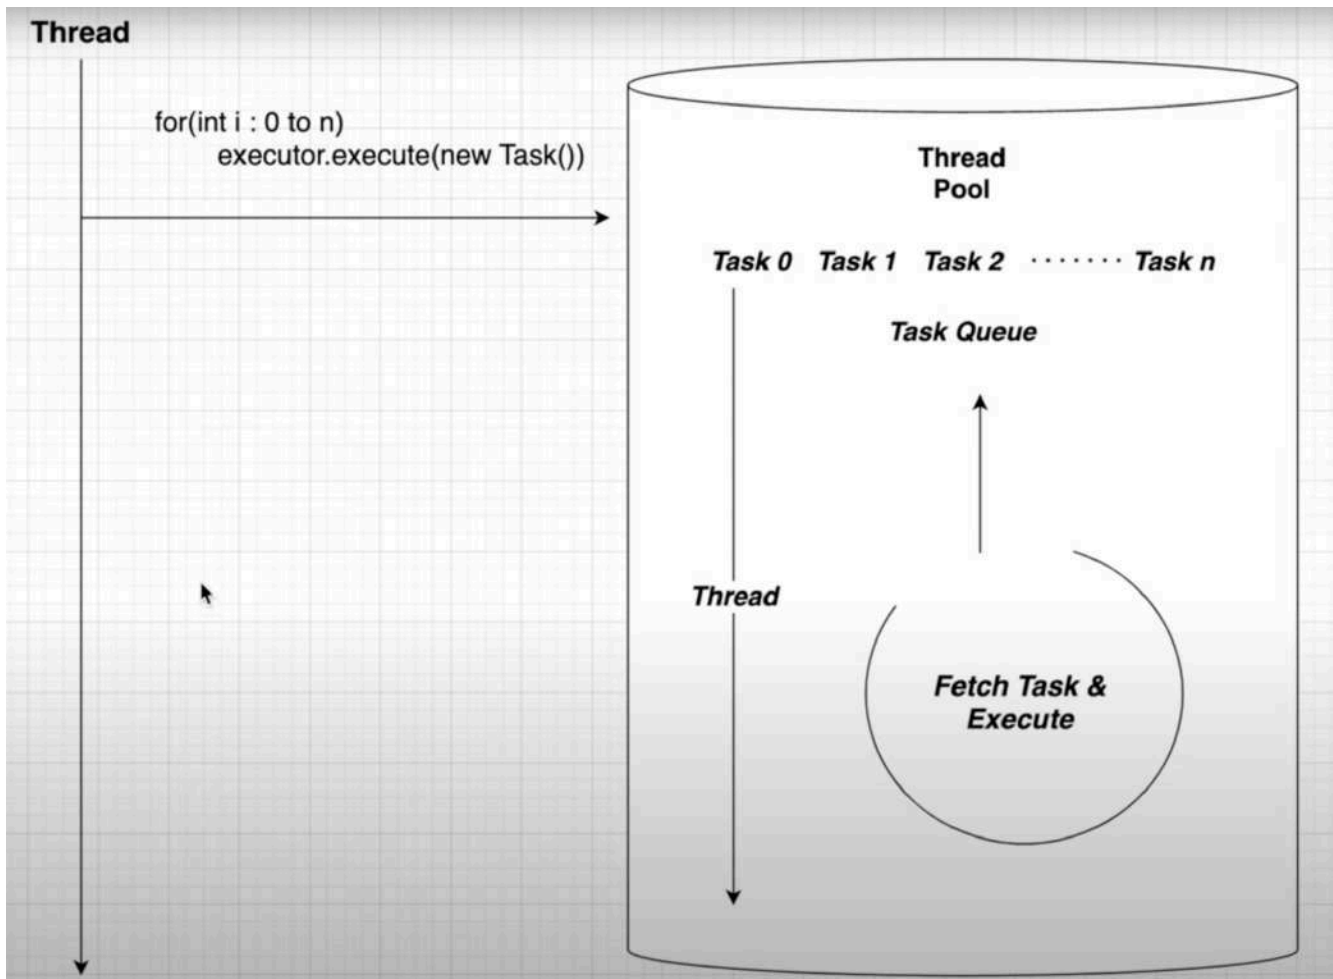 Thread
for(int i : 0 to n)
executor.execute(new Task())
Thread
Pool
Task 0 Task 1 Task 2 ······· Task n
Task Queue
Thread
Fetch Task &
Execute